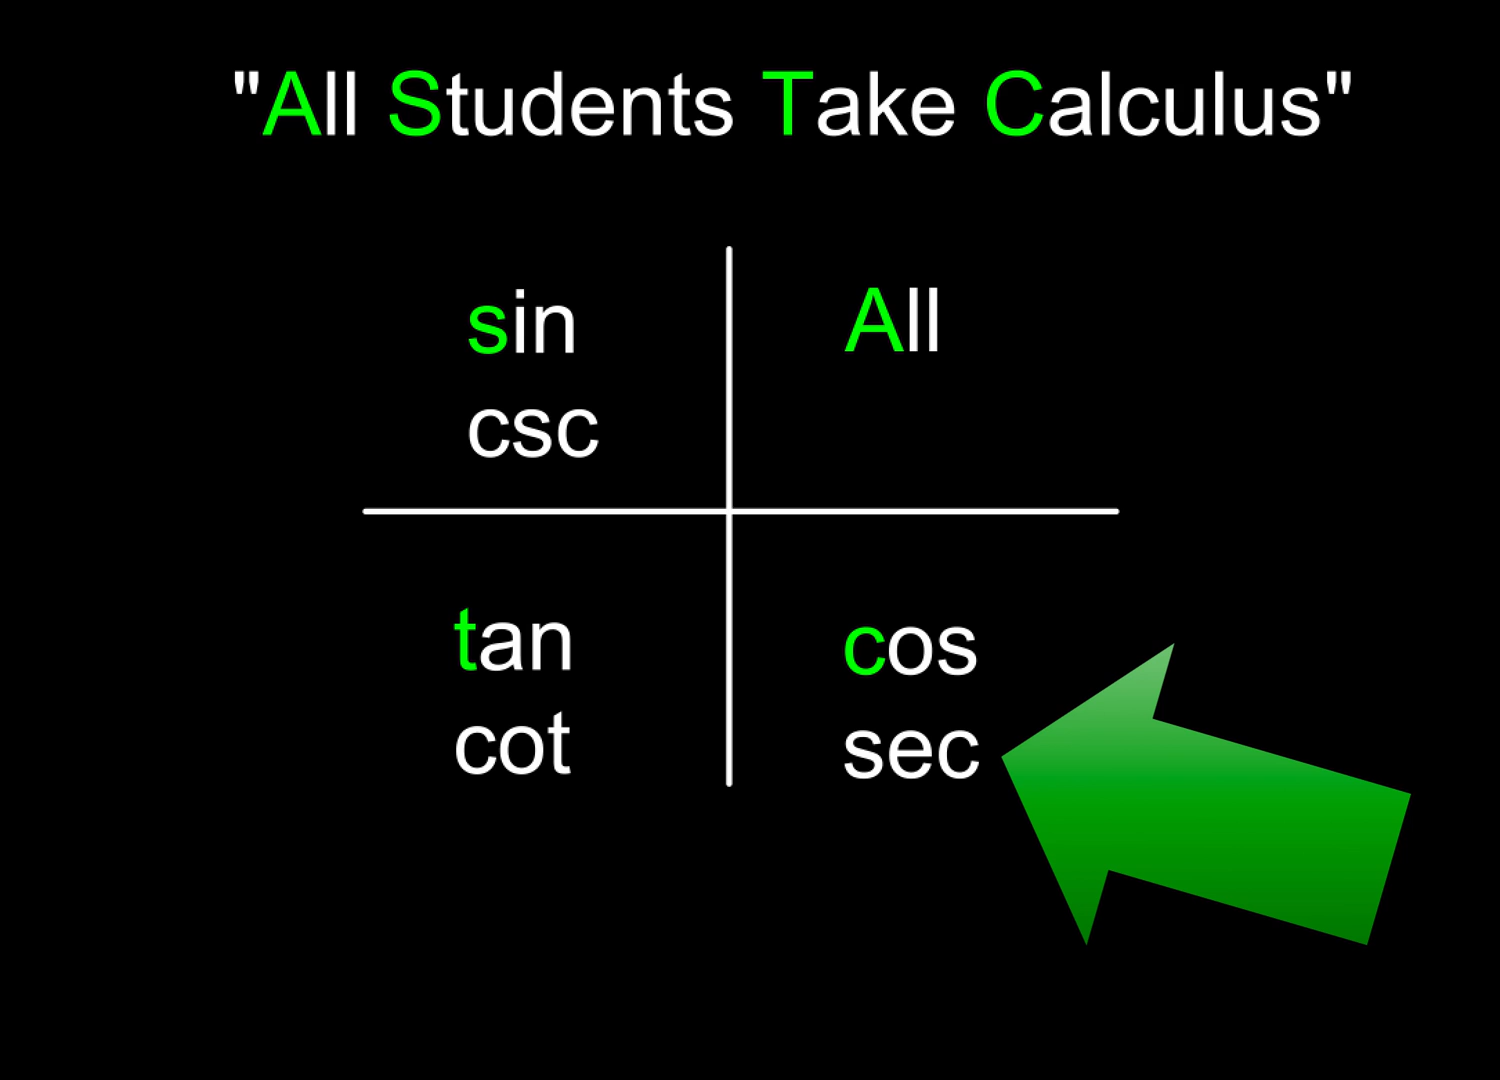 "All Students Take Calculus"
sin
All
csc
tan
cos
cot
sec